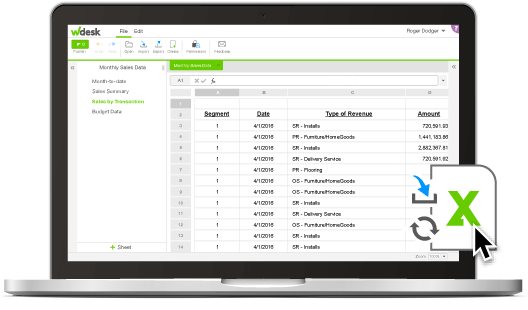 wdesk
File Edit
Roger Dodger
Open Import Export
Permission
Feedback
Monthly Sales Data
Month-to-date
Sales Summary
Sales by Transaction
Budget Data
Sheet
A1 fx
A B C D
1
2 Segment Date Type of Revenue Amount
3 1 4/1/2016 SR - Installs 720,591.93
4 1 4/1/2016 PR - Furniture/HomeGoods 1,441,183.86
5 1 4/1/2016 SR - Installs 2,882,367.81
6 1 4/1/2016 SR - Delivery Service 720,591.92
7 1 4/1/2016 PR - Flooring
8 1 4/1/2016 OS - Furniture/HomeGoods
9 1 4/1/2016 OS - Furniture/HomeGoods
10 1 4/1/2016 SR - Installs
11 1 4/1/2016 SR - Delivery Service
12 1 4/1/2016 OS - Furniture/HomeGoods
13 1 4/1/2016 SR - Installs
14 1 4/1/2016 SR - Installs
X
Zoom 100%